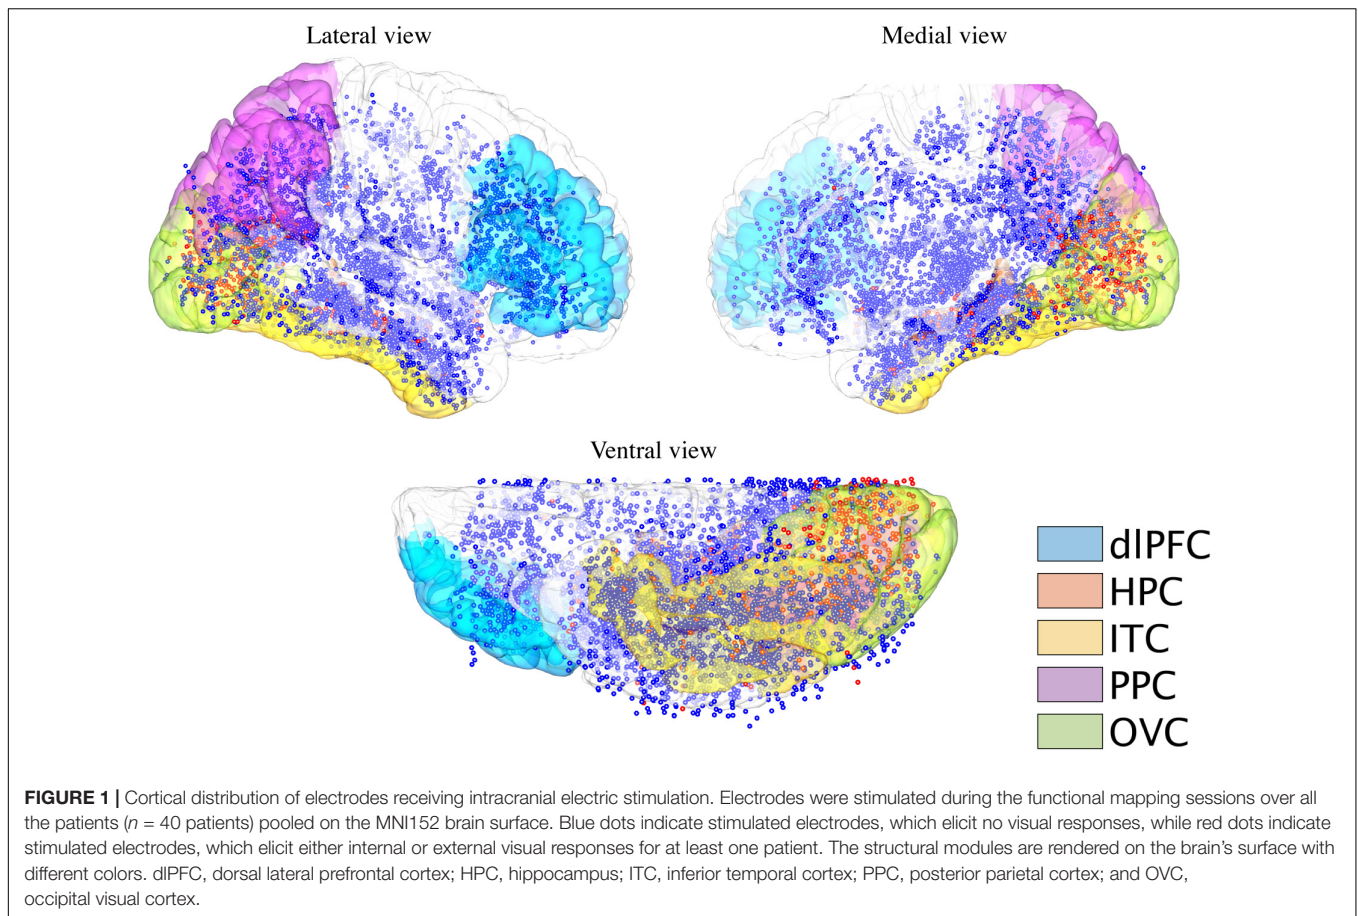 Lateral view
Medial view
Ventral view
dlPFC
HPC
ITC
PPC
OVC
FIGURE 1 | Cortical distribution of electrodes receiving intracranial electric stimulation. Electrodes were stimulated during the functional mapping sessions over all
the patients (n = 40 patients) pooled on the MNI152 brain surface. Blue dots indicate stimulated electrodes, which elicit no visual responses, while red dots indicate
stimulated electrodes, which elicit either internal or external visual responses for at least one patient. The structural modules are rendered on the brain's surface with
different colors. dlPFC, dorsal lateral prefrontal cortex; HPC, hippocampus; ITC, inferior temporal cortex; PPC, posterior parietal cortex; and OVC,
occipital visual cortex.